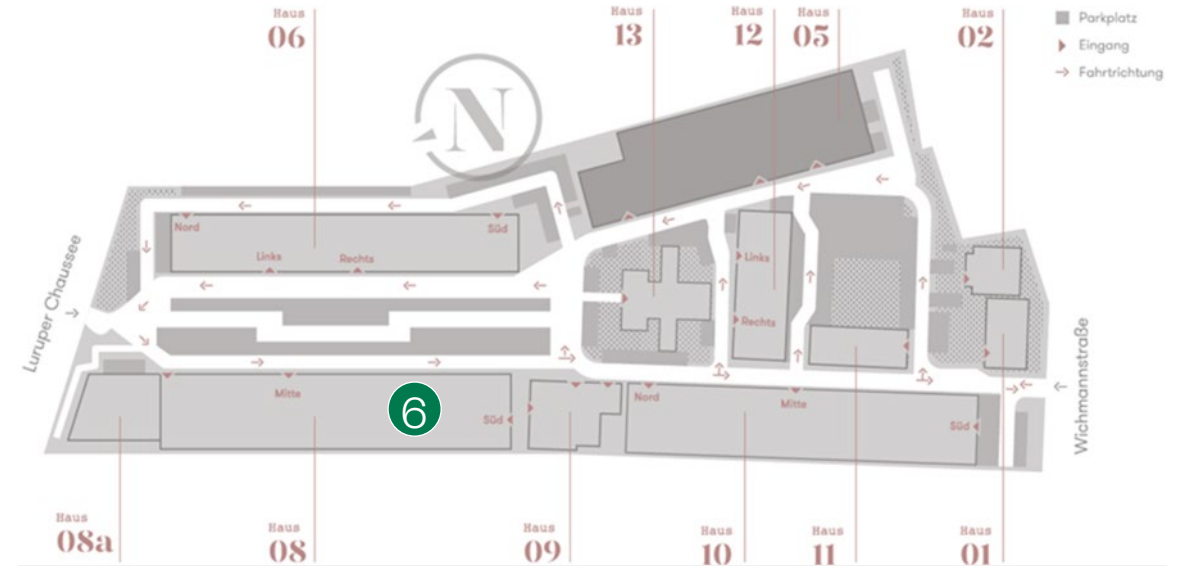 Haus
06
Haus
13
Haus
12
Haus
05
Haus
02
Parkplatz
Eingang
Fahrtrichtung
N
Nord
Süd
Links
Rechts
Links
Rechts
Luruper Chaussee
Wichmannstraße
Mitte
6
Süd
Nord
Mitte
Süd
Haus
08a
Haus
08
Haus
09
Haus
10
Haus
11
Haus
01